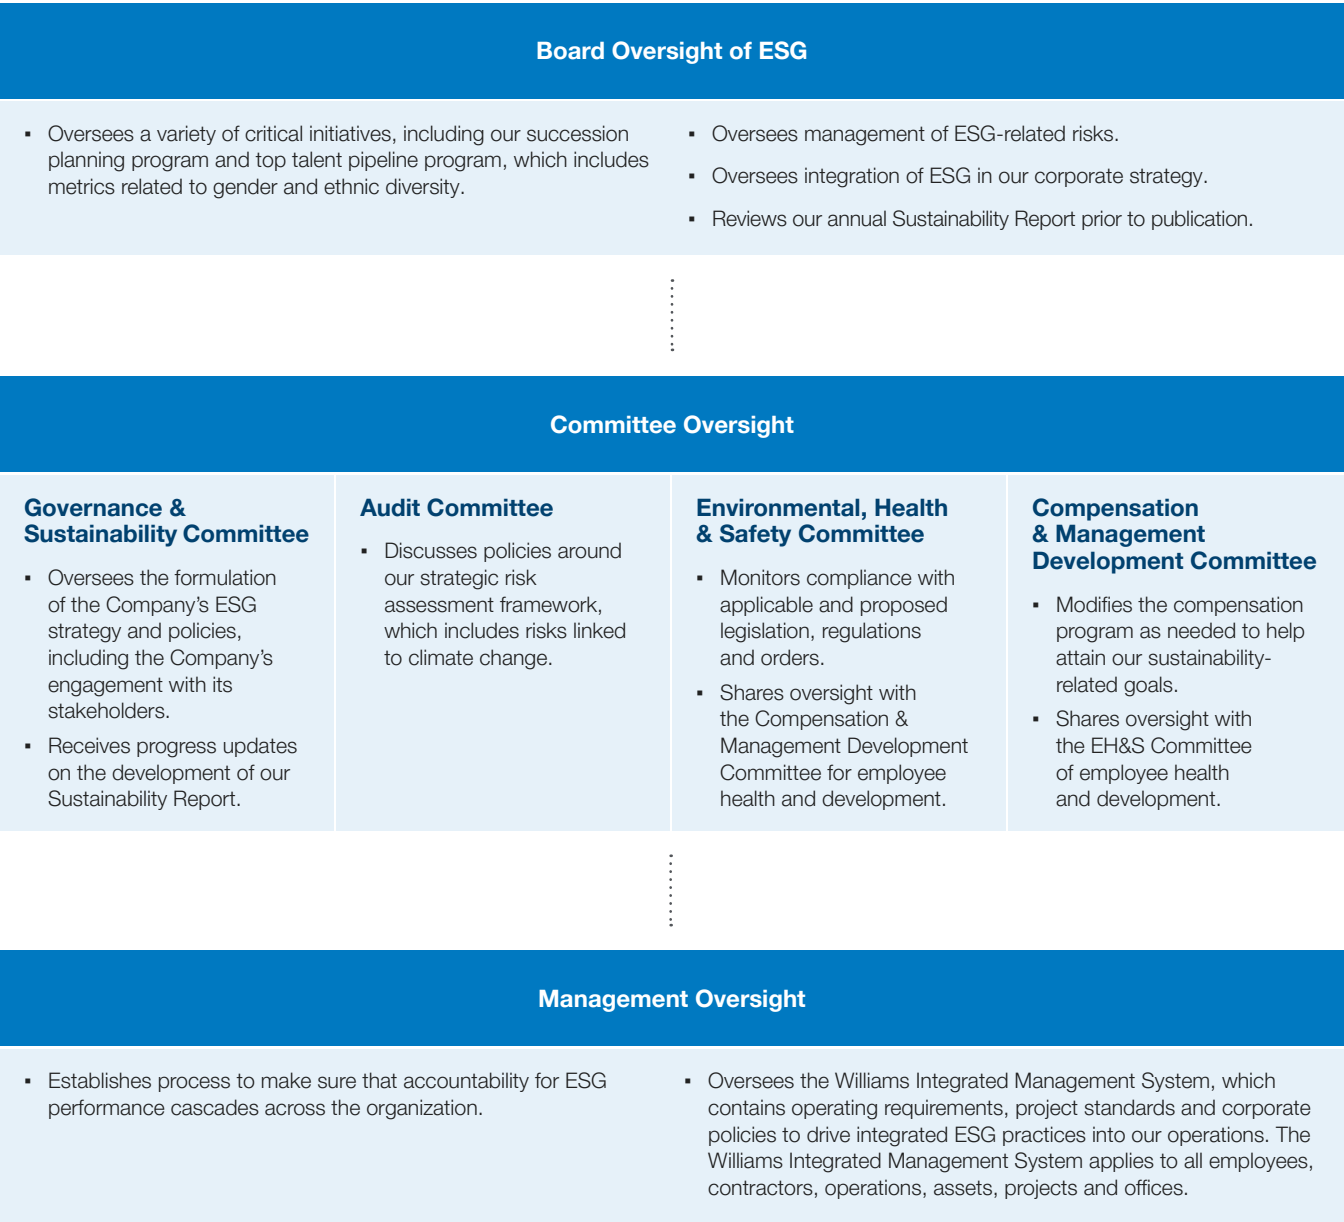 Board Oversight of ESG
▪ Oversees a variety of critical initiatives, including our succession
planning program and top talent pipeline program, which includes
metrics related to gender and ethnic diversity.
▪ Oversees management of ESG-related risks.
▪ Oversees integration of ESG in our corporate strategy.
▪ Reviews our annual Sustainability Report prior to publication.
Committee Oversight
Governance &
Sustainability Committee
▪ Oversees the formulation
of the Company’s ESG
strategy and policies,
including the Company’s
engagement with its
stakeholders.
▪ Receives progress updates
on the development of our
Sustainability Report.
Audit Committee
▪ Discusses policies around
our strategic risk
assessment framework,
which includes risks linked
to climate change.
Environmental, Health
& Safety Committee
▪ Monitors compliance with
applicable and proposed
legislation, regulations
and orders.
▪ Shares oversight with
the Compensation &
Management Development
Committee for employee
health and development.
Compensation
& Management
Development Committee
▪ Modifies the compensation
program as needed to help
attain our sustainability-
related goals.
▪ Shares oversight with
the EH&S Committee
of employee health
and development.
Management Oversight
▪ Establishes process to make sure that accountability for ESG
performance cascades across the organization.
▪ Oversees the Williams Integrated Management System, which
contains operating requirements, project standards and corporate
policies to drive integrated ESG practices into our operations. The
Williams Integrated Management System applies to all employees,
contractors, operations, assets, projects and offices.